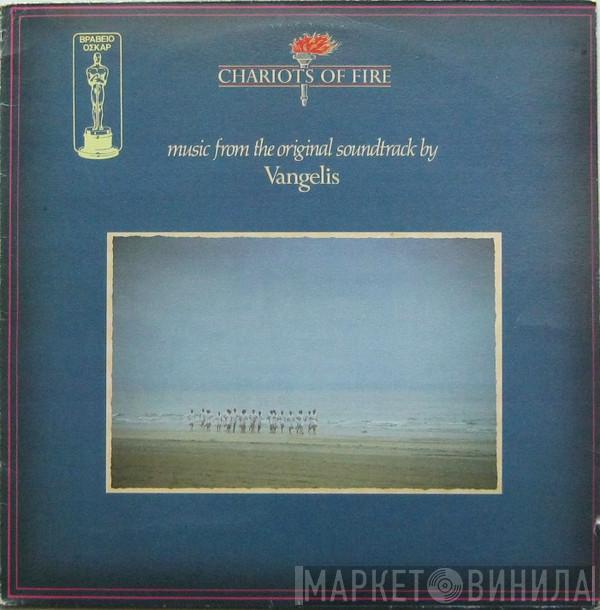 ΒΡΑΒΕΙΟ
ΟΣΚΑΡ
CHARIOTS OF FIRE
music from the original soundtrack by
Vangelis
МАРКЕТ ВИНИЛА